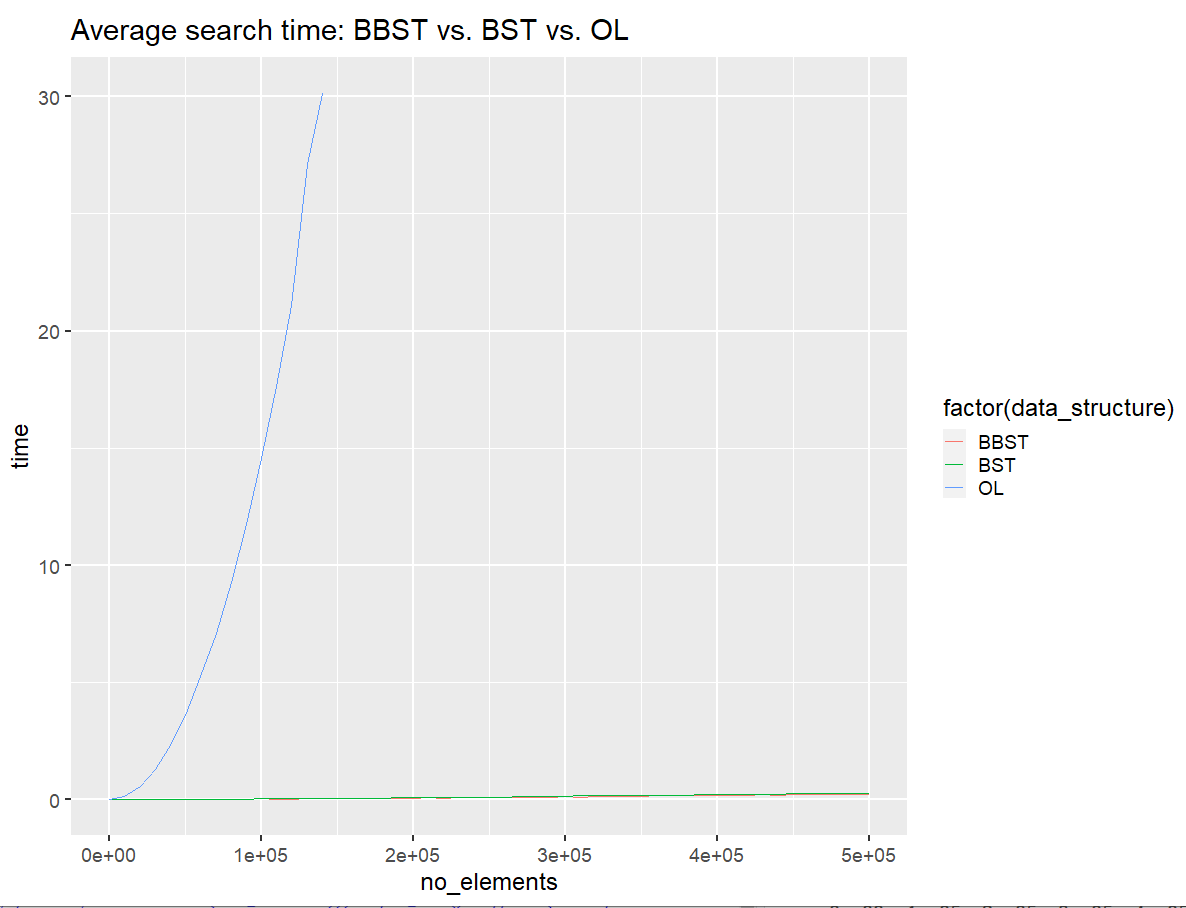 Average search time: BBST vs. BST vs. OL
30
20
10
0
time
0e+00 1e+05 2e+05 3e+05 4e+05 5e+05
no_elements
factor(data_structure)
BBST
BST
OL